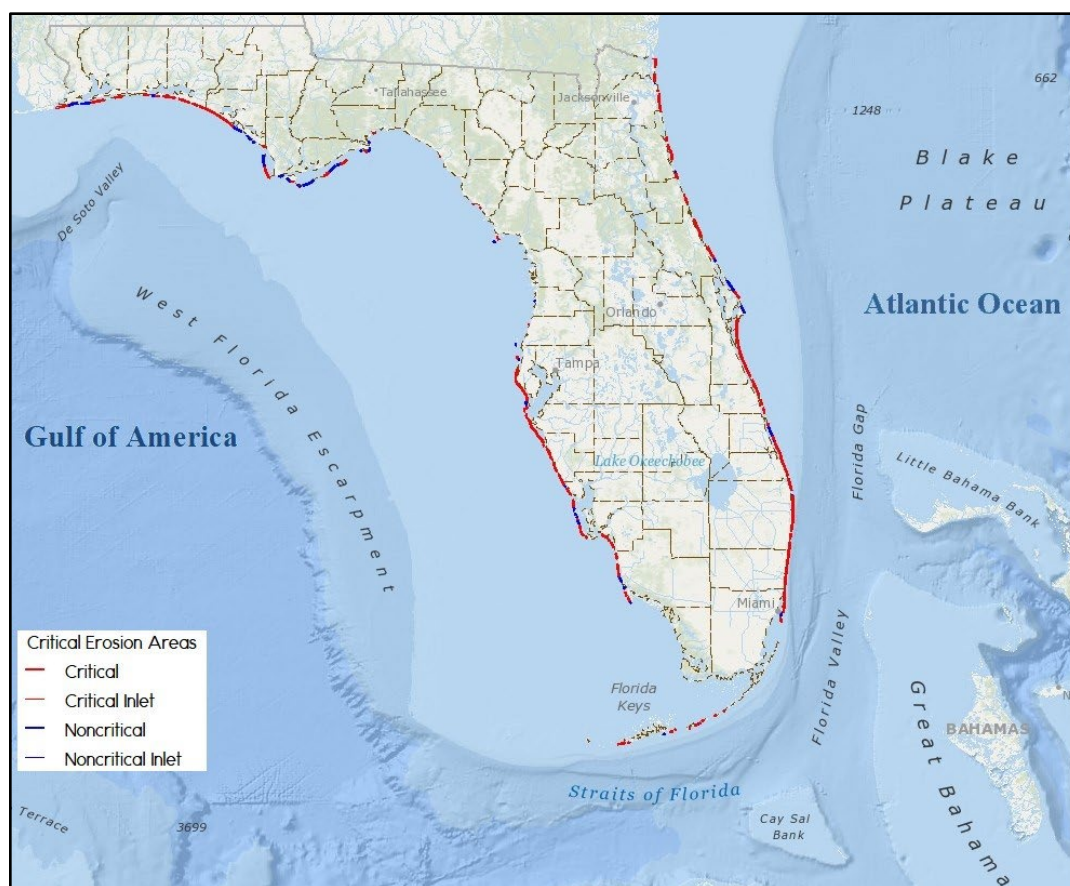 Tallahassee
Jacksonville
662
1248
Blake
Plateau
De Soto Valley
West Florida Escarpment
Orlando
Atlantic Ocean
Tampa
Gulf of America
Lake Okeechobee
Florida Gap
Little Bahama Bank
Miami
Florida Valley
Critical Erosion Areas
Critical
Critical Inlet
Noncritical
Noncritical Inlet
Florida
Keys
Great Bahama
BAHAMAS
N
Straits of Florida
Terrace
3699
Cay Sal
Bank